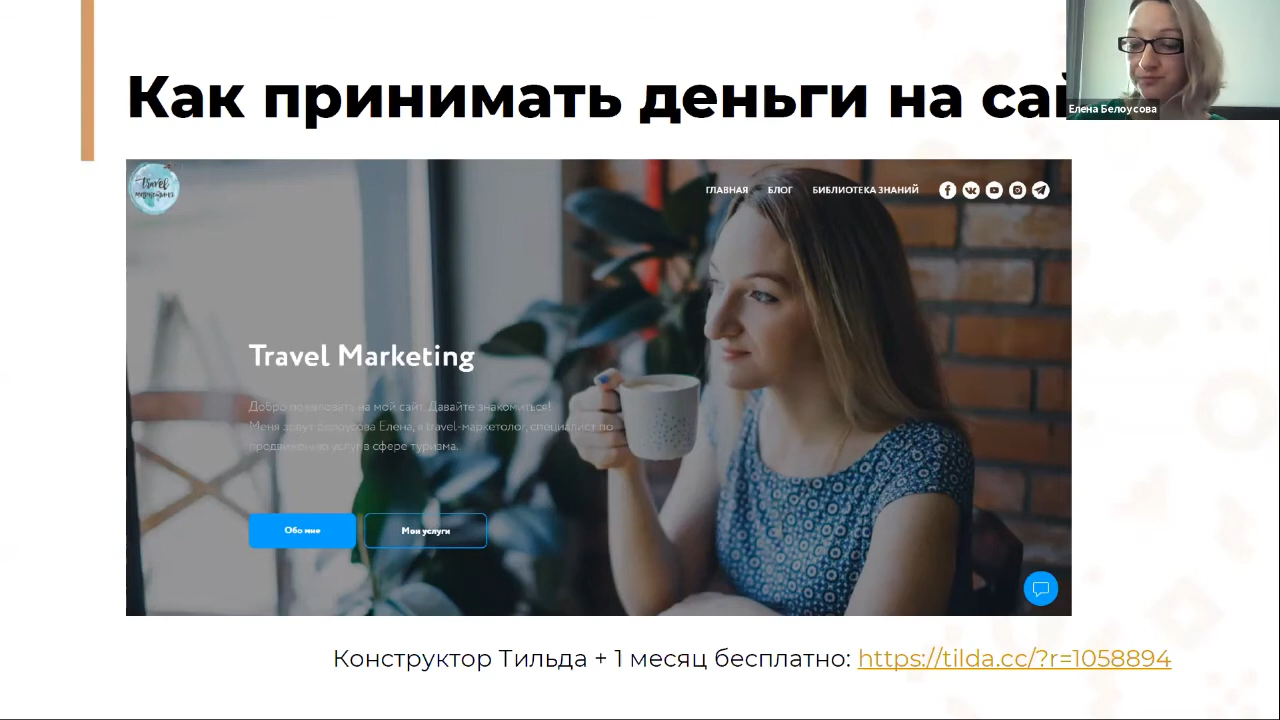 Как принимать деньги на сай
Елена Белоусова
Travel
ГЛАВНАЯ БЛОГ БИБЛИОТЕКА ЗНАНИЙ
Travel Marketing
Добро пожаловать на мой сайт. Давайте знакомиться!
Меня зовут Белоусова Елена, я travel-маркетолог, специалист по
продвижению услуг в сфере туризма.
Обо мне Мои услуги
Конструктор Тильда + 1 месяц бесплатно: https://tilda.cc/?r=1058894